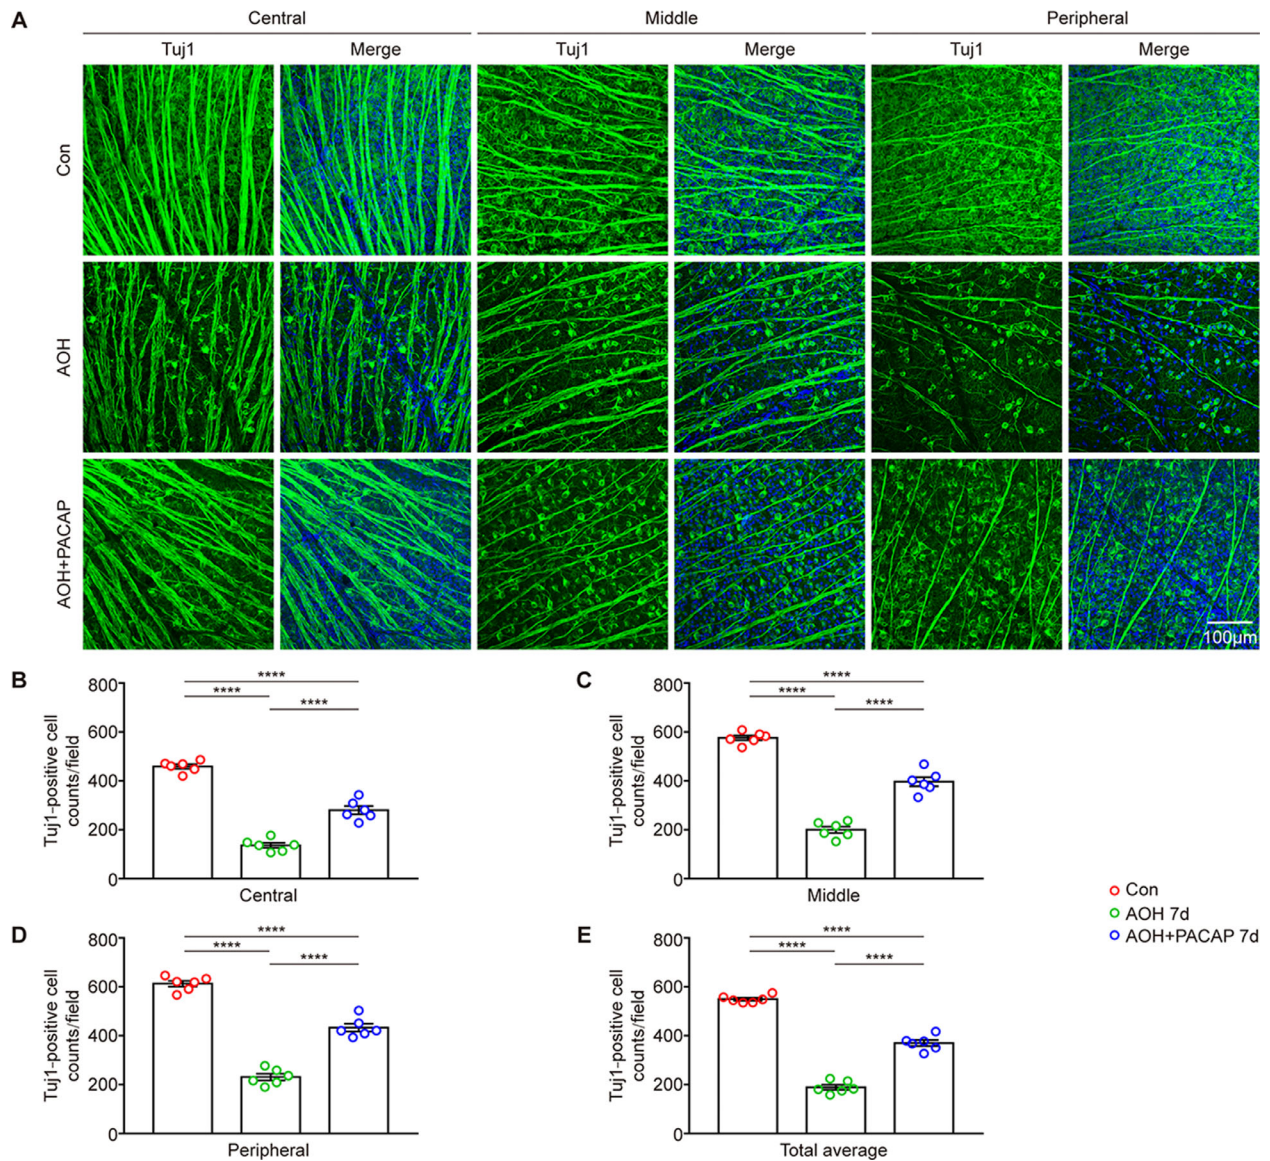 A
Central
Middle
Peripheral
Tuj1
Merge
Tuj1
Merge
Tuj1
Merge
Con
AOH
AOH+PACAP
100μm
B
Tuj1-positive cell
counts/field
800
600
400
200
0
****
****
****
Central
C
Tuj1-positive cell
counts/field
800
600
400
200
0
****
****
****
Middle
Con
AOH 7d
AOH+PACAP 7d
D
Tuj1-positive cell
counts/field
800
600
400
200
0
****
****
****
Peripheral
E
Tuj1-positive cell
counts/field
800
600
400
200
0
****
****
****
Total average